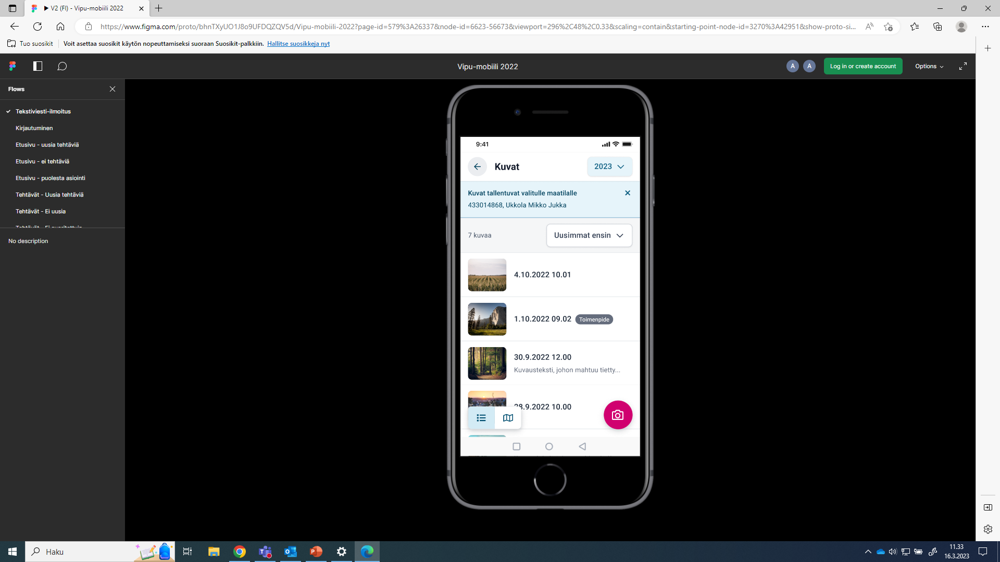 V2 (FI) - Vipu-mobiili 2022
https://www.figma.com/proto/bhnTXyUO1J8o9UFDQZQV5d/Vipu-mobiili-2022?page-id=579%3A26337&node-id=6623-56673&viewport=296%2C48%2C0.33&scaling=contain&starting-point-node-id=3270%3A42951&show-proto-si...
Tuo suosikit
Voit asettaa suosikit käytön nopeuttamiseksi suoraan Suosikit-palkkiin. Hallitse suosikkeja nyt
Vipu-mobiili 2022
A
A
Log in or create account
Options
Flows
Tekstiviesti-ilmoitus
Kirjautuminen
Etusivu - uusia tehtäviä
Etusivu - ei tehtäviä
Etusivu - puolesta asiointi
Tehtävät - Uusia tehtäviä
Tehtävät - Ei uusia
No description
9:41
Kuvat
2023
Kuvat tallentuvat valitulle maatilalle
433014868, Ukkola Mikko Jukka
7 kuvaa
Uusimmat ensin
4.10.2022 10.01
1.10.2022 09.02
Toimenpide
30.9.2022 12.00
Kuvausteksti, johon mahtuu tietty...
28.9.2022 10.00
Haku
11.33
16.3.2023